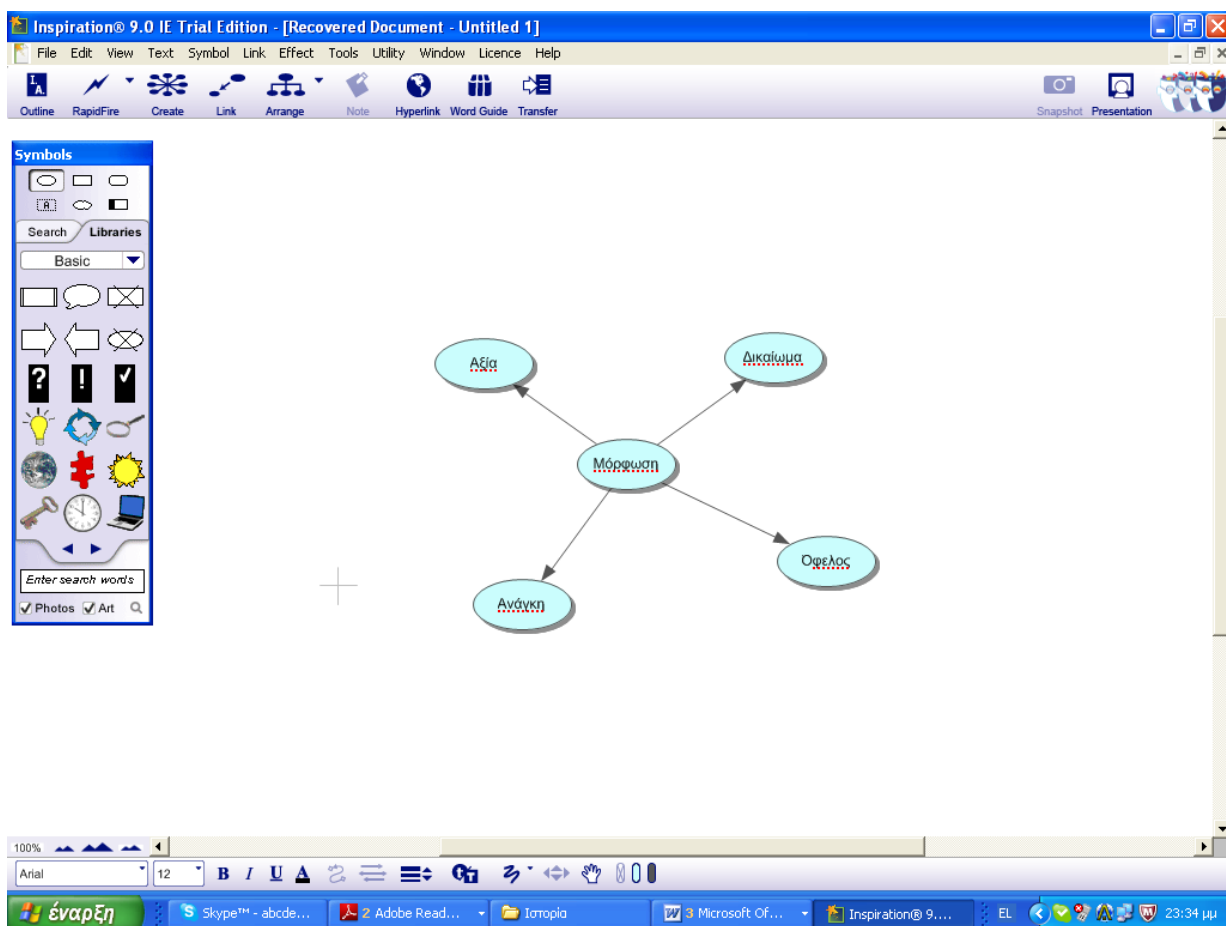 Inspiration® 9.0 IE Trial Edition - [Recovered Document - Untitled 1]
File Edit View Text Symbol Link Effect Tools Utility Window Licence Help
Outline RapidFire Create Link Arrange Note Hyperlink Word Guide Transfer Snapshot Presentation
Symbols
Search Libraries
Basic
Enter search words
Photos Art
Αξία
Δικαίωμα
Μόρφωση
Όφελος
Ανάγκη
100%
Arial 12 B I U A
έναρξη Skype™ - abcde... 2 Adobe Read... Ιστορία 3 Microsoft Of... Inspiration® 9.... EL 23:34 μμ